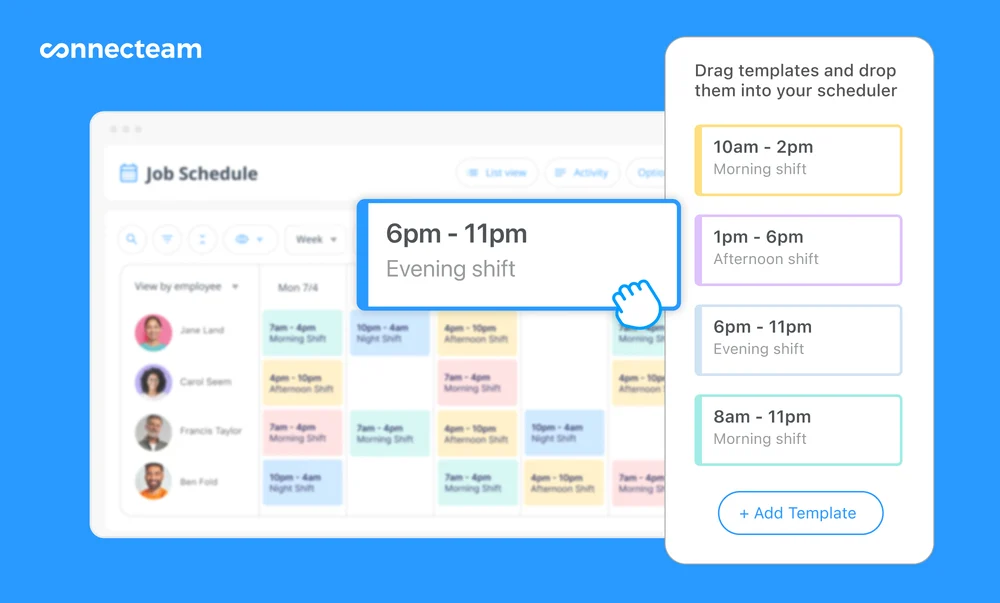 connecteam
Drag templates and drop
them into your scheduler
10am - 2pm
Morning shift
1pm - 6pm
Afternoon shift
6pm - 11pm
Evening shift
8am - 11pm
Morning shift
+ Add Template
6pm - 11pm
Evening shift
Job Schedule
List view
Activity
Week
View by employee
Mon 7/4
Jane Land
7am - 4pm
Morning Shift
10pm - 4am
Night Shift
4pm - 10pm
Afternoon Shift
Morning
Carol Seem
4pm - 10pm
Afternoon Shift
7am - 4pm
Morning Shift
4pm - 10pm
Afternoon
Francis Taylor
7am - 4pm
Morning Shift
7am - 4pm
Morning Shift
4pm - 10pm
Afternoon Shift
10pm - 4am
Night Shift
Ben Fold
10pm - 4am
Night Shift
7am - 4pm
Morning Shift
4pm - 10pm
Afternoon Shift
7am - 4pm
Morning